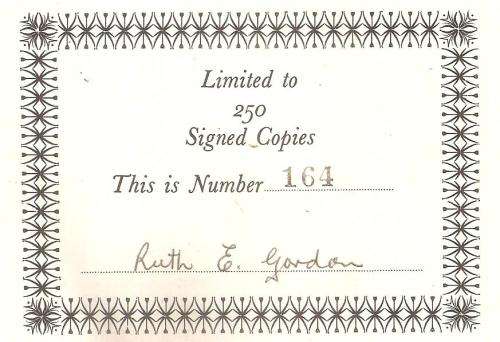 Limited to
250
Signed Copies
This is Number 164
Ruth E. Gordon